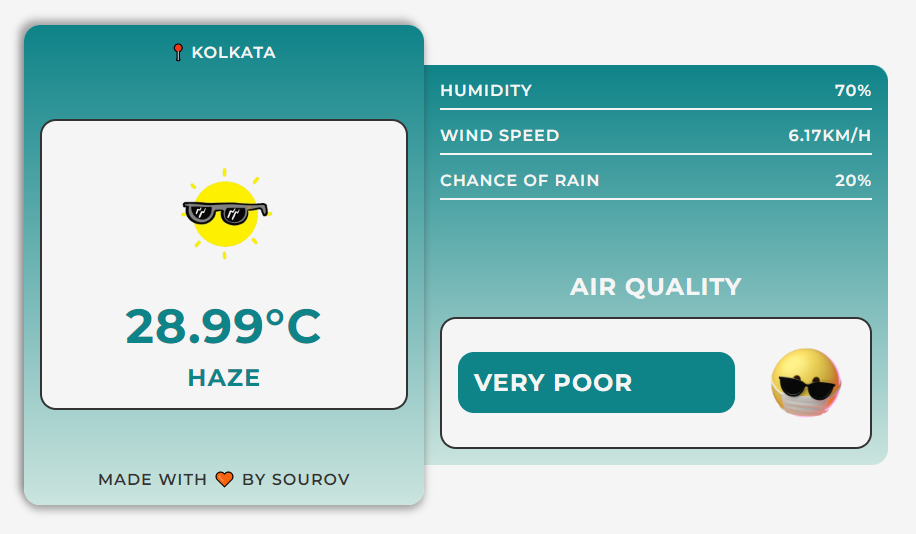 KOLKATA
28.99°C
HAZE
MADE WITH 🧡 BY SOUROV
HUMIDITY 70%
WIND SPEED 6.17KM/H
CHANCE OF RAIN 20%
AIR QUALITY
VERY POOR